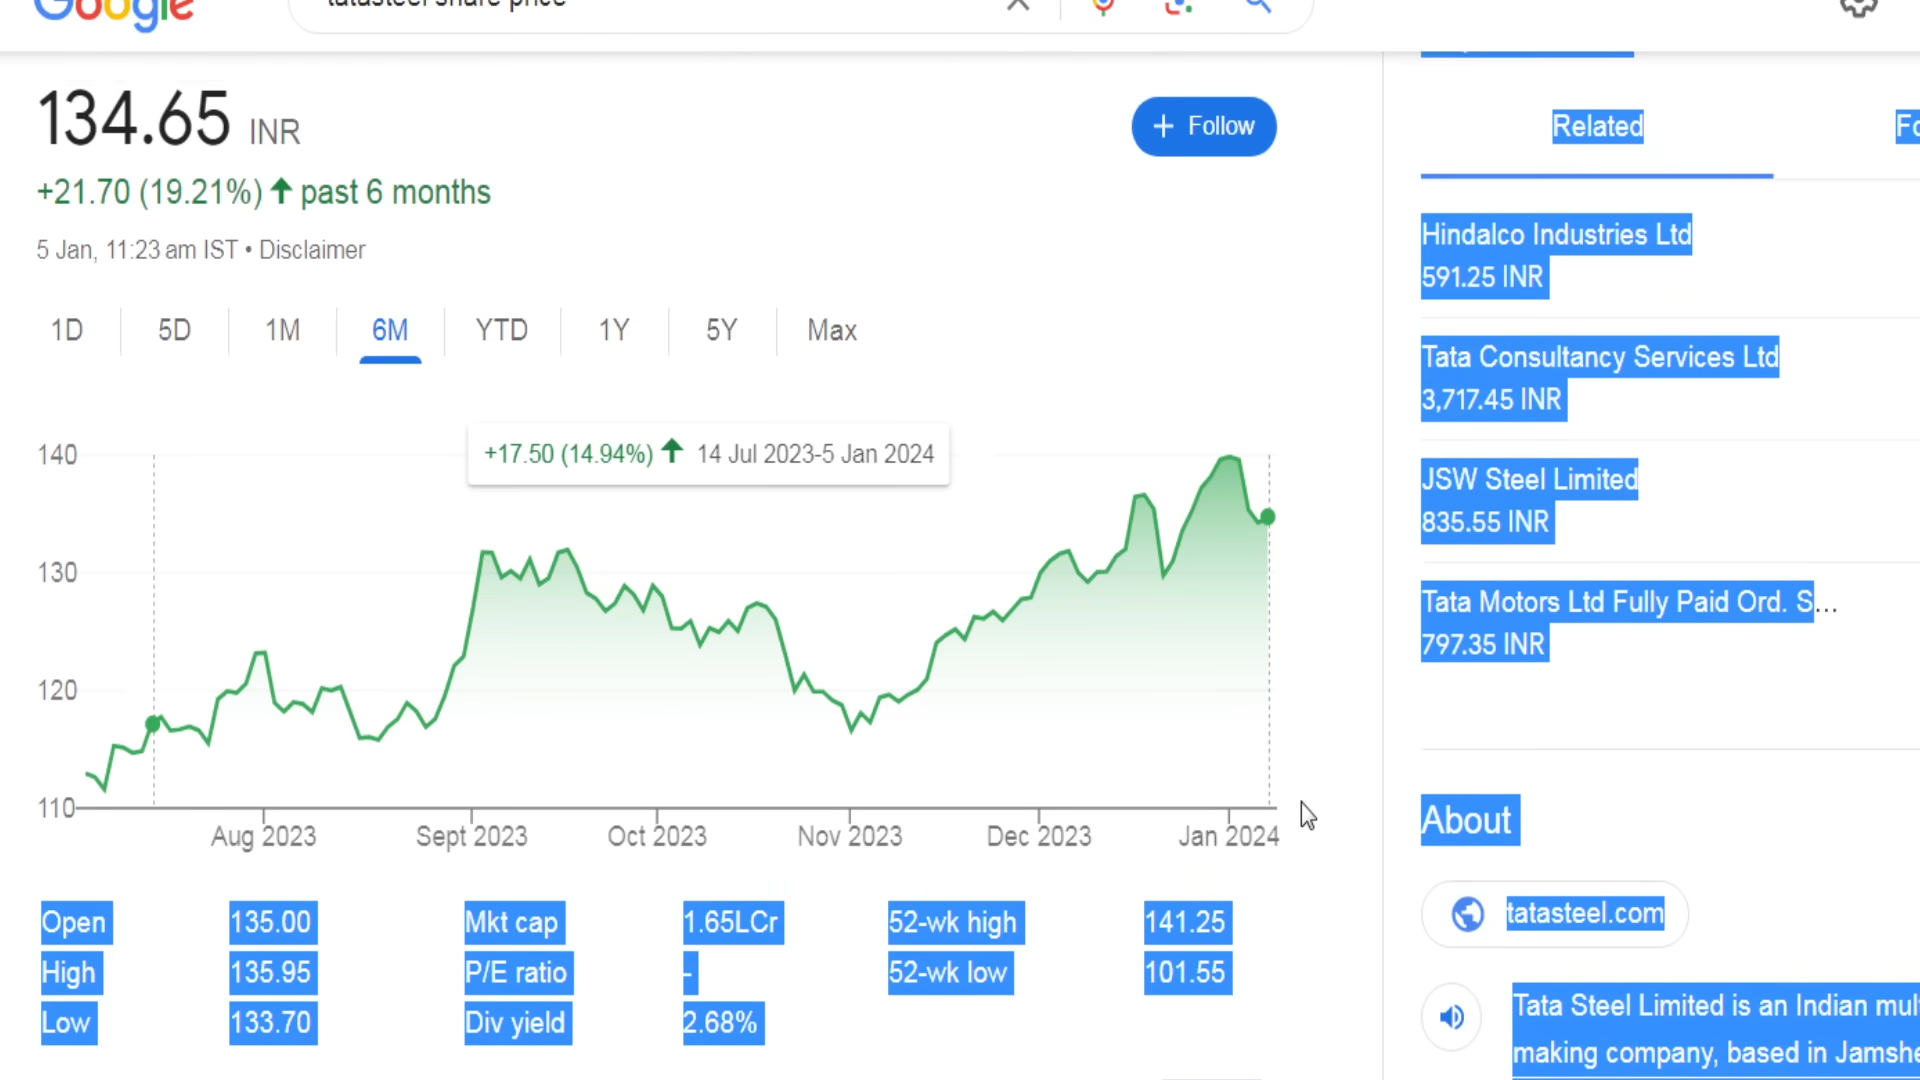 Google
tatasteel share price
134.65 INR
+ Follow
+21.70 (19.21%) past 6 months
5 Jan, 11:23 am IST • Disclaimer
1D 5D 1M 6M YTD 1Y 5Y Max
+17.50 (14.94%) 14 Jul 2023-5 Jan 2024
140
130
120
110
Aug 2023 Sept 2023 Oct 2023 Nov 2023 Dec 2023 Jan 2024
Open 135.00 Mkt cap 1.65LCr 52-wk high 141.25
High 135.95 P/E ratio - 52-wk low 101.55
Low 133.70 Div yield 2.68%
Related
Hindalco Industries Ltd
591.25 INR
Tata Consultancy Services Ltd
3,717.45 INR
JSW Steel Limited
835.55 INR
Tata Motors Ltd Fully Paid Ord. S...
797.35 INR
About
tatasteel.com
Tata Steel Limited is an Indian mul
making company, based in Jamshe